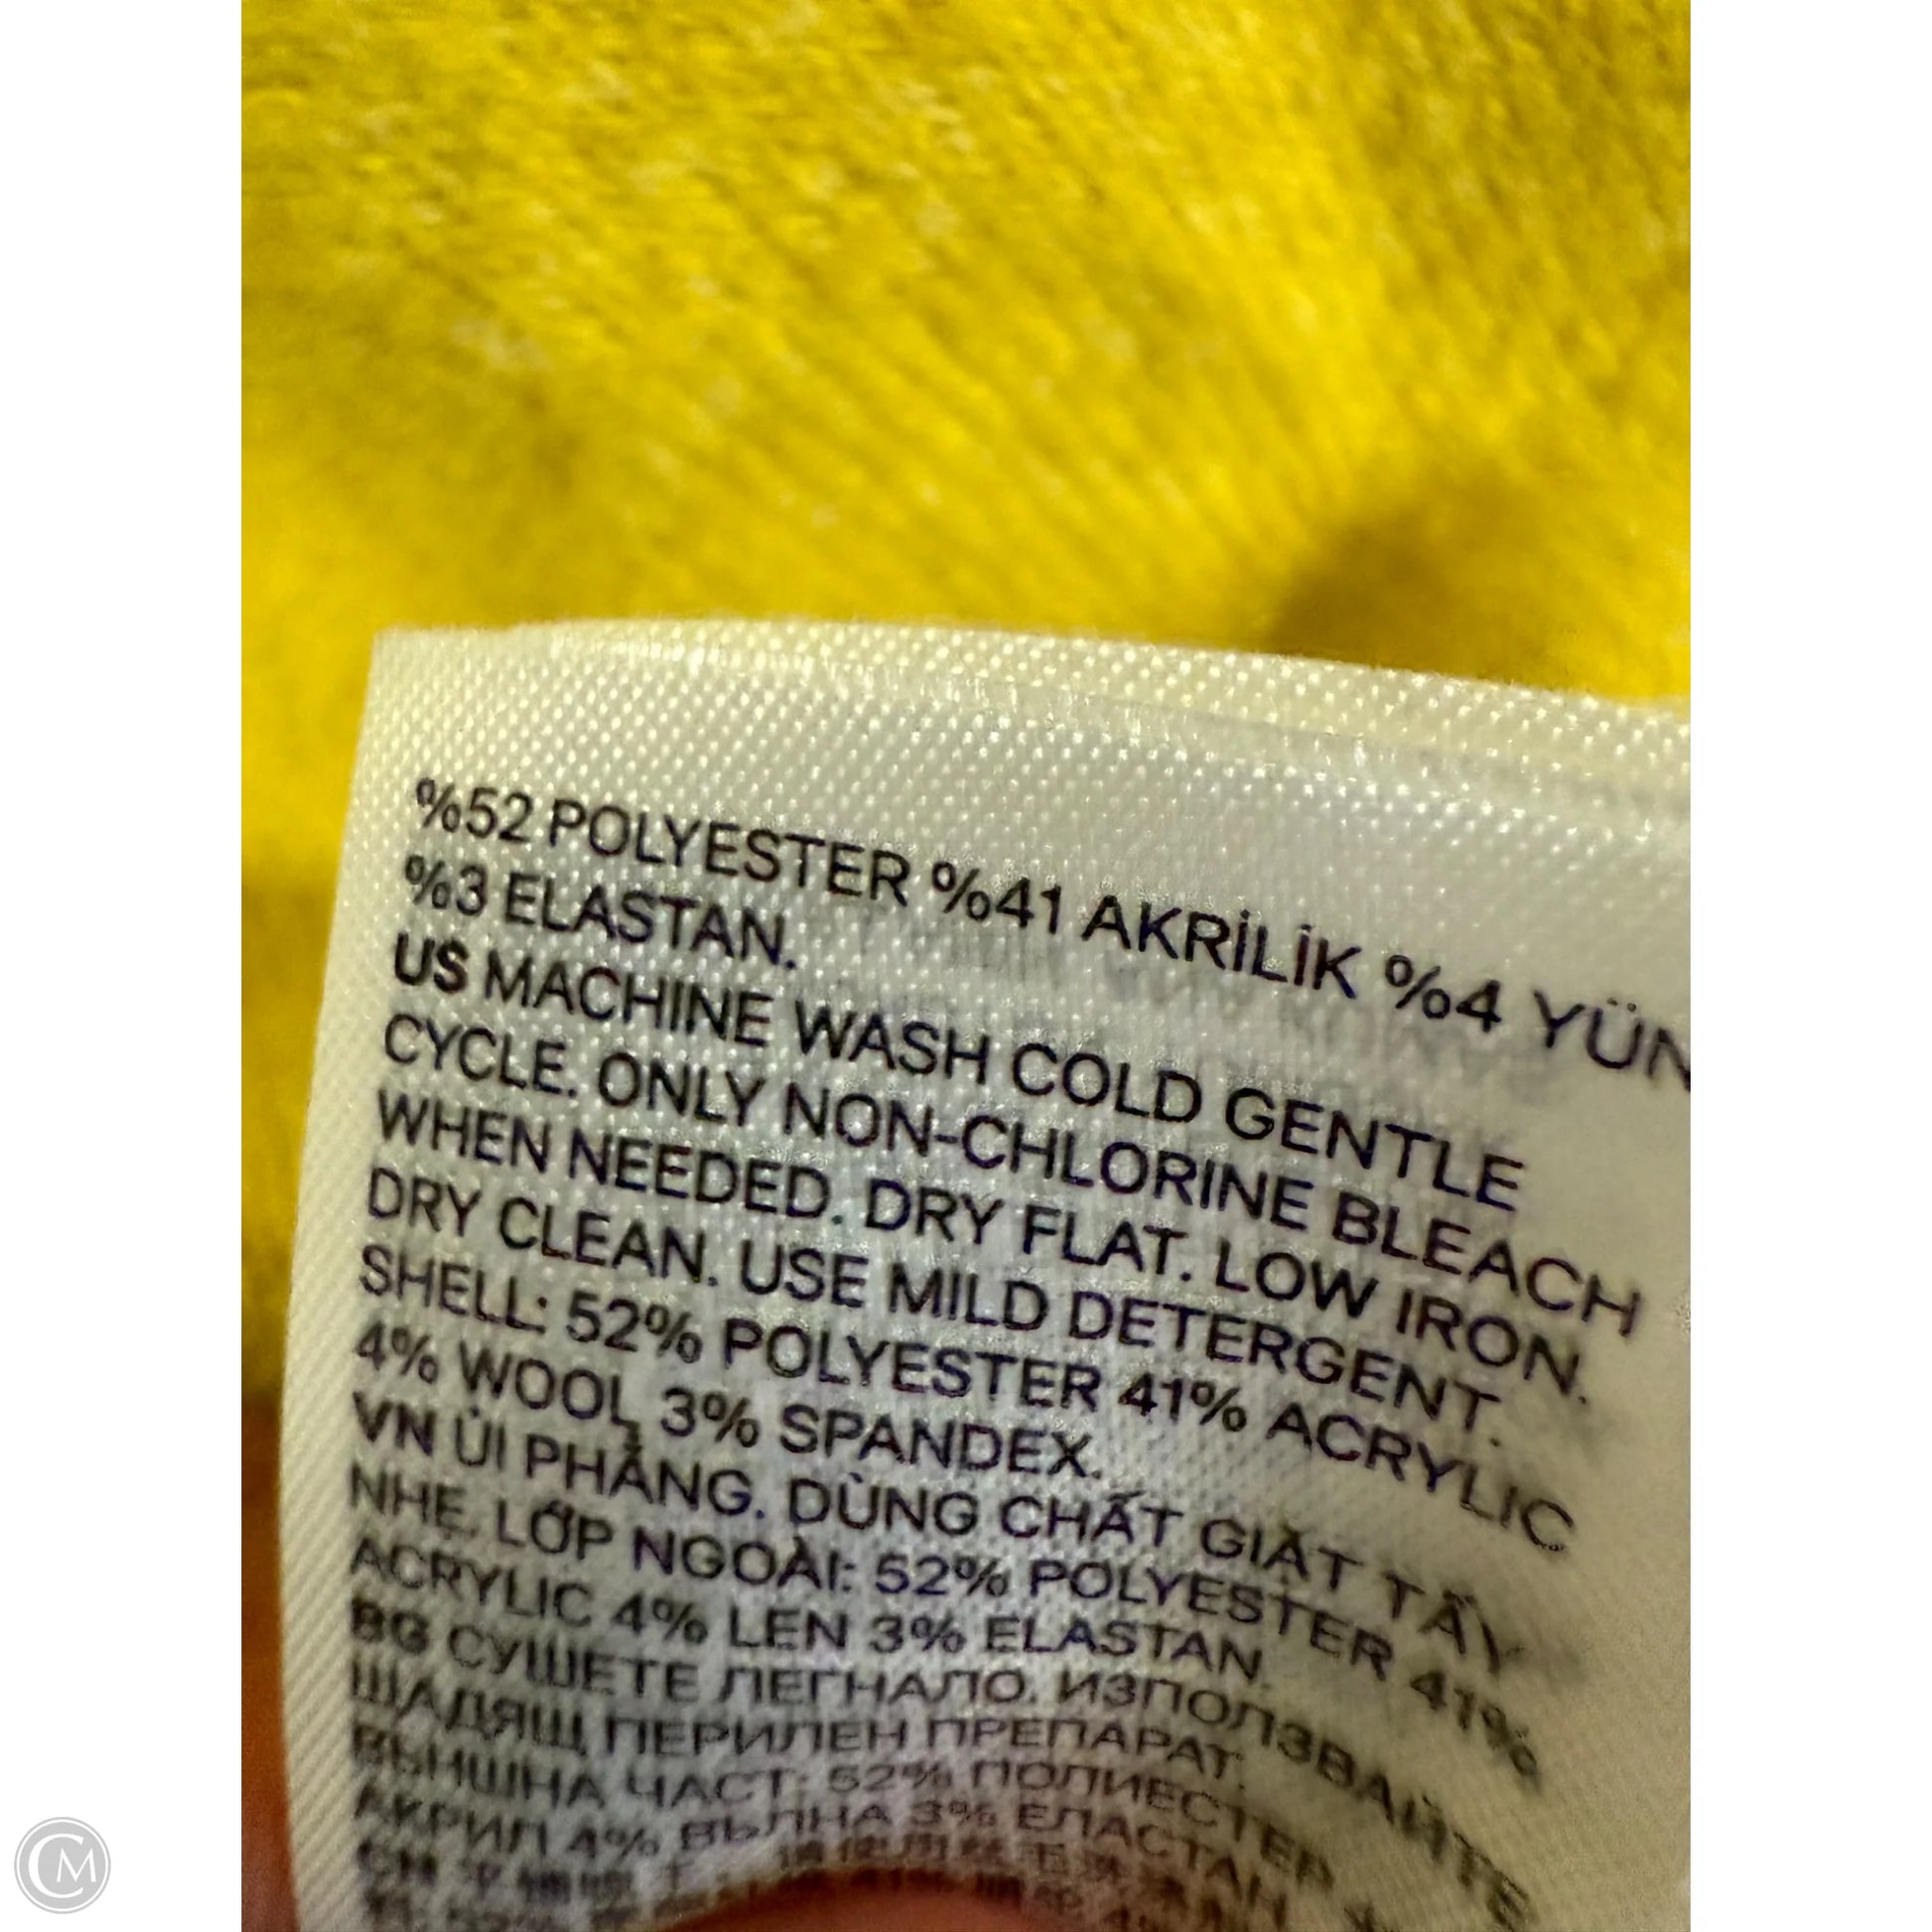 %52 POLYESTER %41 AKRİLİK %4 YÜN
%3 ELASTAN.
US MACHINE WASH COLD GENTLE
CYCLE. ONLY NON-CHLORINE BLEACH
WHEN NEEDED. DRY FLAT. LOW IRON.
DRY CLEAN. USE MILD DETERGENT.
SHELL: 52% POLYESTER 41% ACRYLIC
4% WOOL 3% SPANDEX.
VN ỦI PHẲNG. DÙNG CHẤT GIẶT TẨY
NHẸ. LỚP NGOÀI: 52% POLYESTER 41%
ACRYLIC 4% LEN 3% ELASTAN.
BG СУШЕТЕ ЛЕГНАЛО. ИЗПОЛЗВАЙТЕ
ЩАДЯЩ ПЕРИЛЕН ПРЕПАРАТ.
ВЪНШНА ЧАСТ: 52% ПОЛИЕСТЕР
АКРИЛ 4% ВЪЛНА 3% ЕЛАСТАН
CN
CM